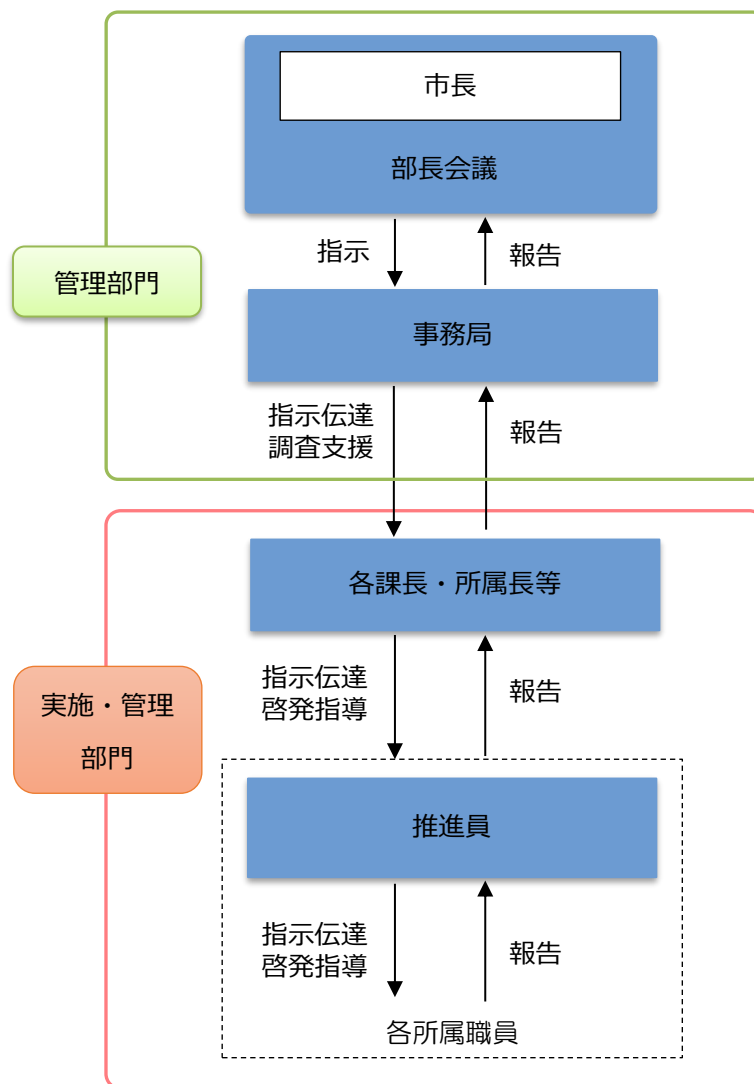 市長
部長会議
指示
報告
管理部門
事務局
指示伝達
調査支援
報告
各課長・所属長等
指示伝達
啓発指導
報告
実施・管理
部門
推進員
指示伝達
啓発指導
報告
各所属職員